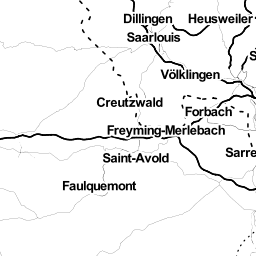 Dillingen
Heusweiler
Saarlouis
Völklingen
Creutzwald
Forbach
Freyming-Merlebach
Saint-Avold
Sarre
Faulquemont